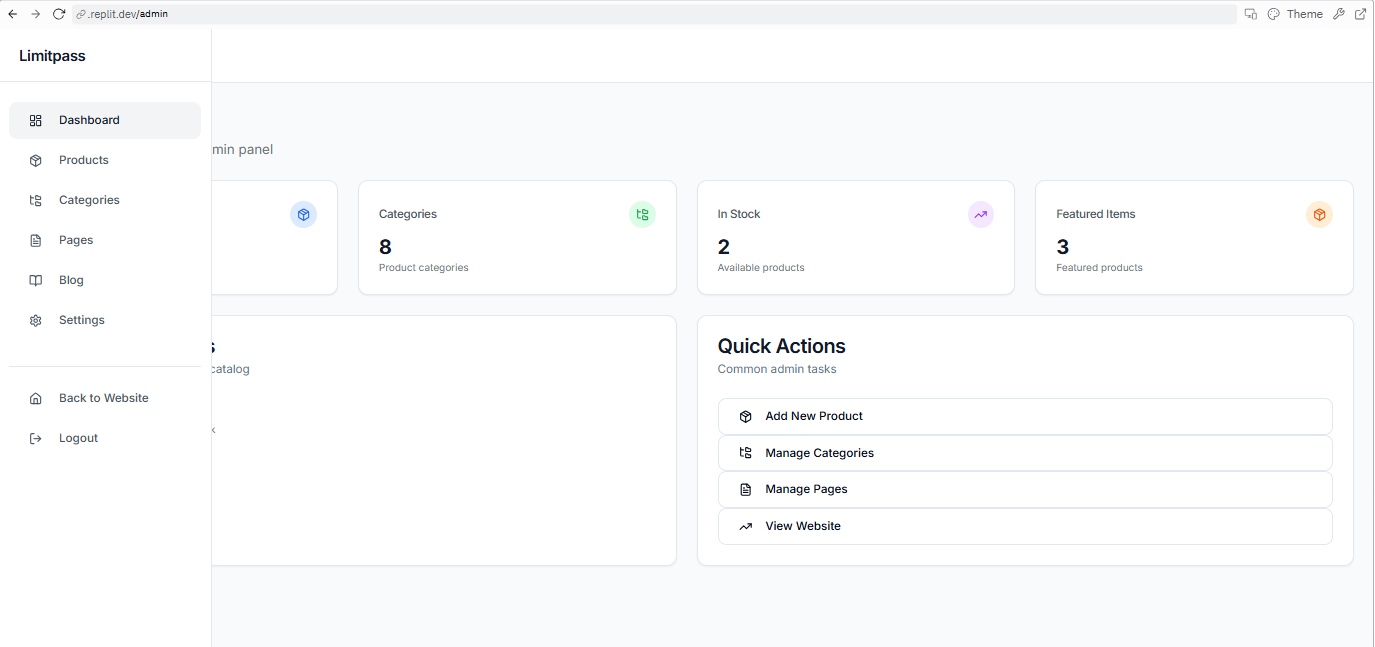 .replit.dev/admin
Theme
Limitpass
Dashboard
Products
Categories
Pages
Blog
Settings
Back to Website
Logout
min panel
Categories
8
Product categories
In Stock
2
Available products
Featured Items
3
Featured products
s
catalog
k
Quick Actions
Common admin tasks
Add New Product
Manage Categories
Manage Pages
View Website